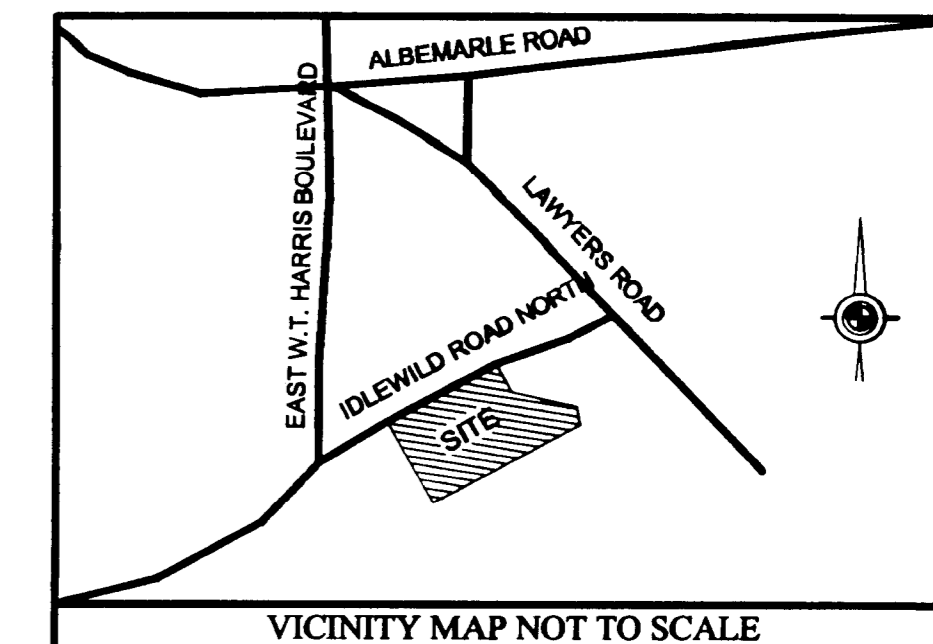 ALBEMARLE ROAD
EAST W.T. HARRIS BOULEVARD
LAWYERS ROAD
IDLEWILD ROAD NORTH
SITE
VICINITY MAP NOT TO SCALE